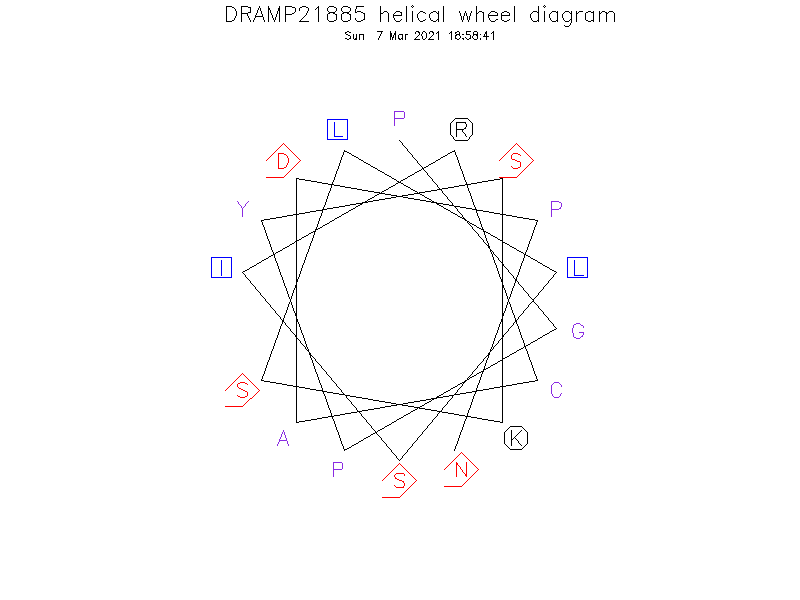 DRAMP21885 helical wheel diagram
Sun 7 Mar 2021 18:58:41
P
L
R
D
S
Y
P
I
L
G
S
C
A
K
P
N
S